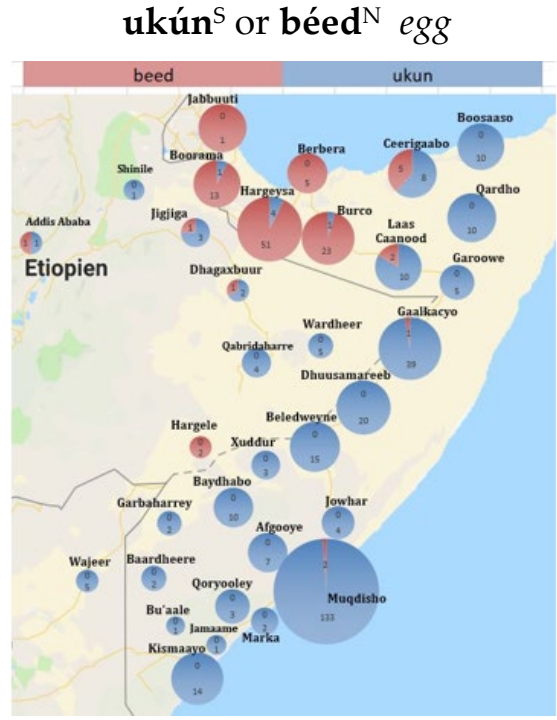 ukúnˢ or béedᴺ egg
beed ukun
Jabbuuti
0
1
Boosaaso
0
10
Boorama
1
13
Berbera
0
5
Ceerigaabo
5
8
Shinile
0
1
Hargeysa
4
51
Burco
1
23
Qardho
0
10
Addis Ababa
1 1
Jigjiga
1
3
Laas
Caanood
2
10
Etiopien
Garoowe
0
5
Dhagaxbuur
1 2
Gaalkacyo
1
39
Wardheer
0
5
Qabridaharre
0
4
Dhuusamareeb
0
20
Beledweyne
0
15
Hargele
0
2
Xuddur
0
3
Baydhabo
0
10
Garbaharrey
0
2
Jowhar
0
4
Afgooye
0
7
Wajeer
0
5
Baardheere
0
2
Muqdisho
2
133
Qoryooley
0
3
Bu'aale
0
1
Marka
0
2
Jamaame
0
1
Kismaayo
0
14